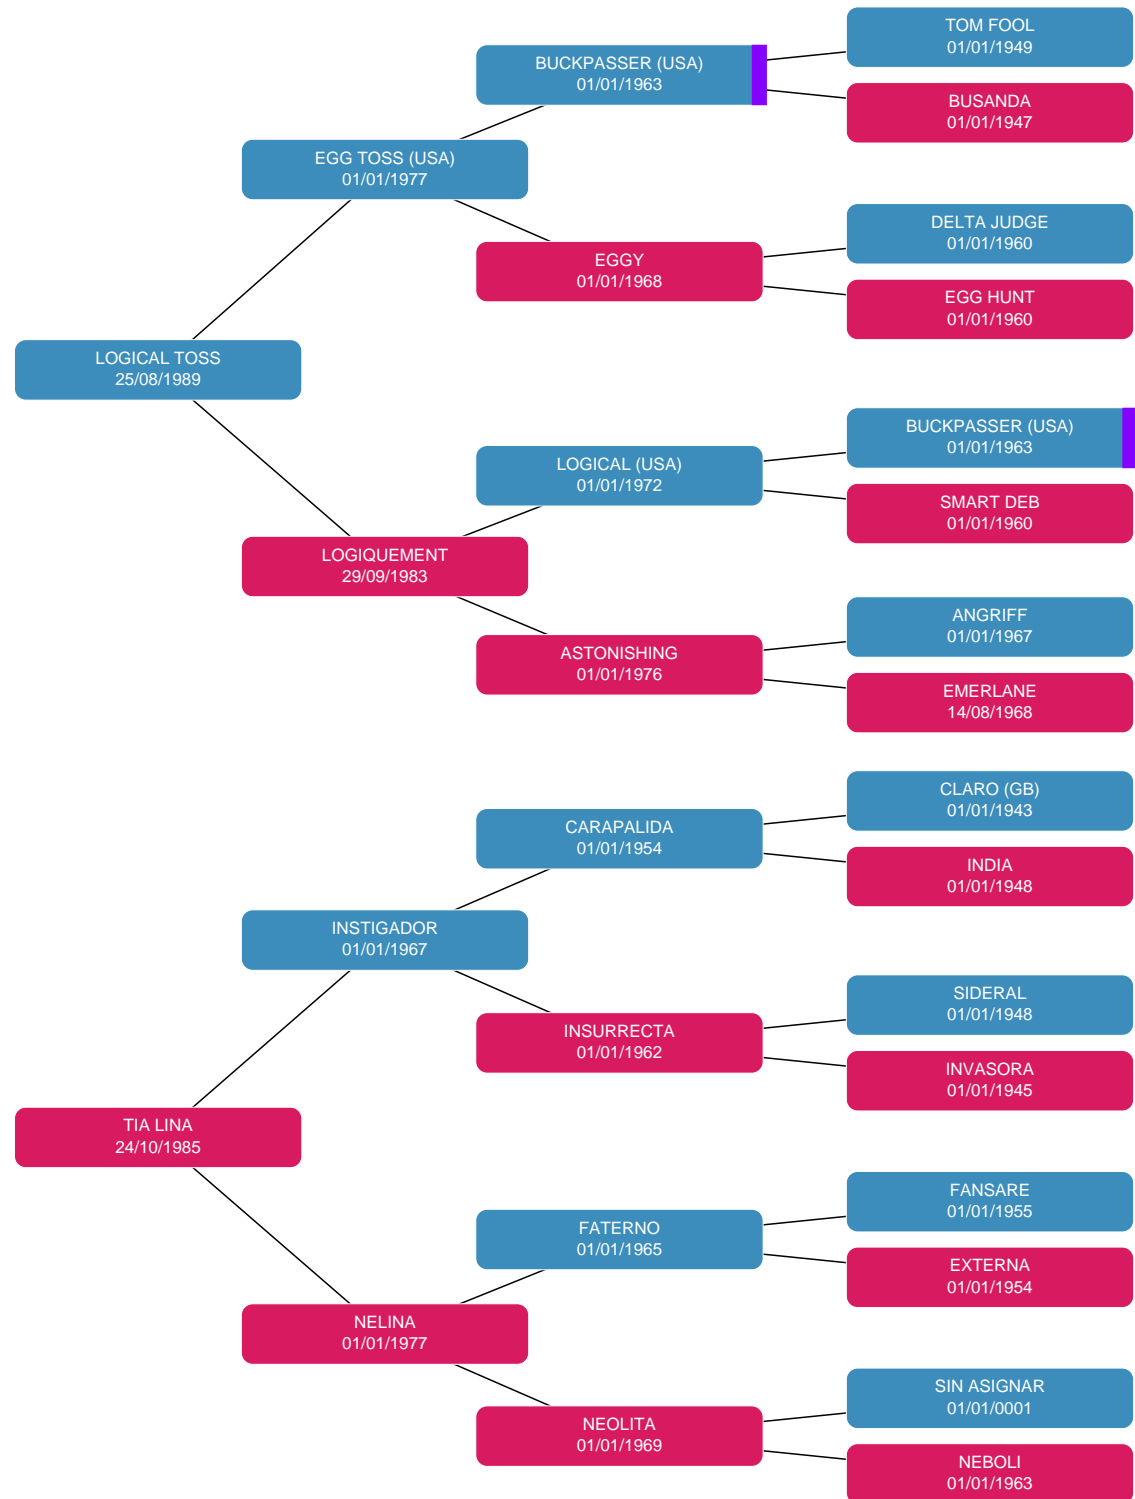 TOM FOOL
01/01/1949
BUCKPASSER (USA)
01/01/1963
BUSANDA
01/01/1947
EGG TOSS (USA)
01/01/1977
DELTA JUDGE
01/01/1960
EGGY
01/01/1968
EGG HUNT
01/01/1960
LOGICAL TOSS
25/08/1989
BUCKPASSER (USA)
01/01/1963
LOGICAL (USA)
01/01/1972
SMART DEB
01/01/1960
LOGIQUEMENT
29/09/1983
ANGRIFF
01/01/1967
ASTONISHING
01/01/1976
EMERLANE
14/08/1968
CLARO (GB)
01/01/1943
CARAPALIDA
01/01/1954
INDIA
01/01/1948
INSTIGADOR
01/01/1967
SIDERAL
01/01/1948
INSURRECTA
01/01/1962
INVASORA
01/01/1945
TIA LINA
24/10/1985
FANSARE
01/01/1955
FATERNO
01/01/1965
EXTERNA
01/01/1954
NELINA
01/01/1977
SIN ASIGNAR
01/01/0001
NEOLITA
01/01/1969
NEBOLI
01/01/1963